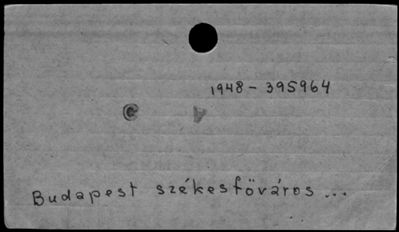 1948 - 395964
Budapest székesfőváros ...